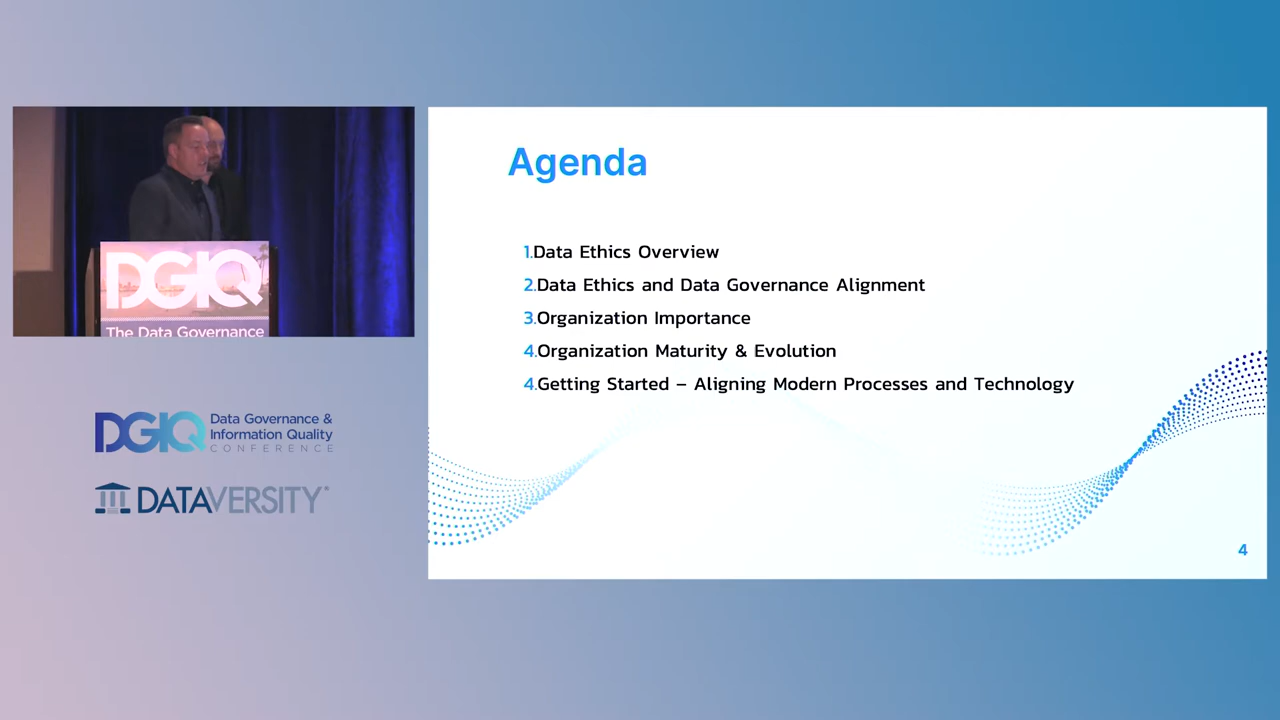 DGIQ
The Data Governance
DGIQ
Data Governance &
Information Quality
CONFERENCE
DATAVERSITY
Agenda
1.Data Ethics Overview
2.Data Ethics and Data Governance Alignment
3.Organization Importance
4.Organization Maturity & Evolution
4.Getting Started – Aligning Modern Processes and Technology
4